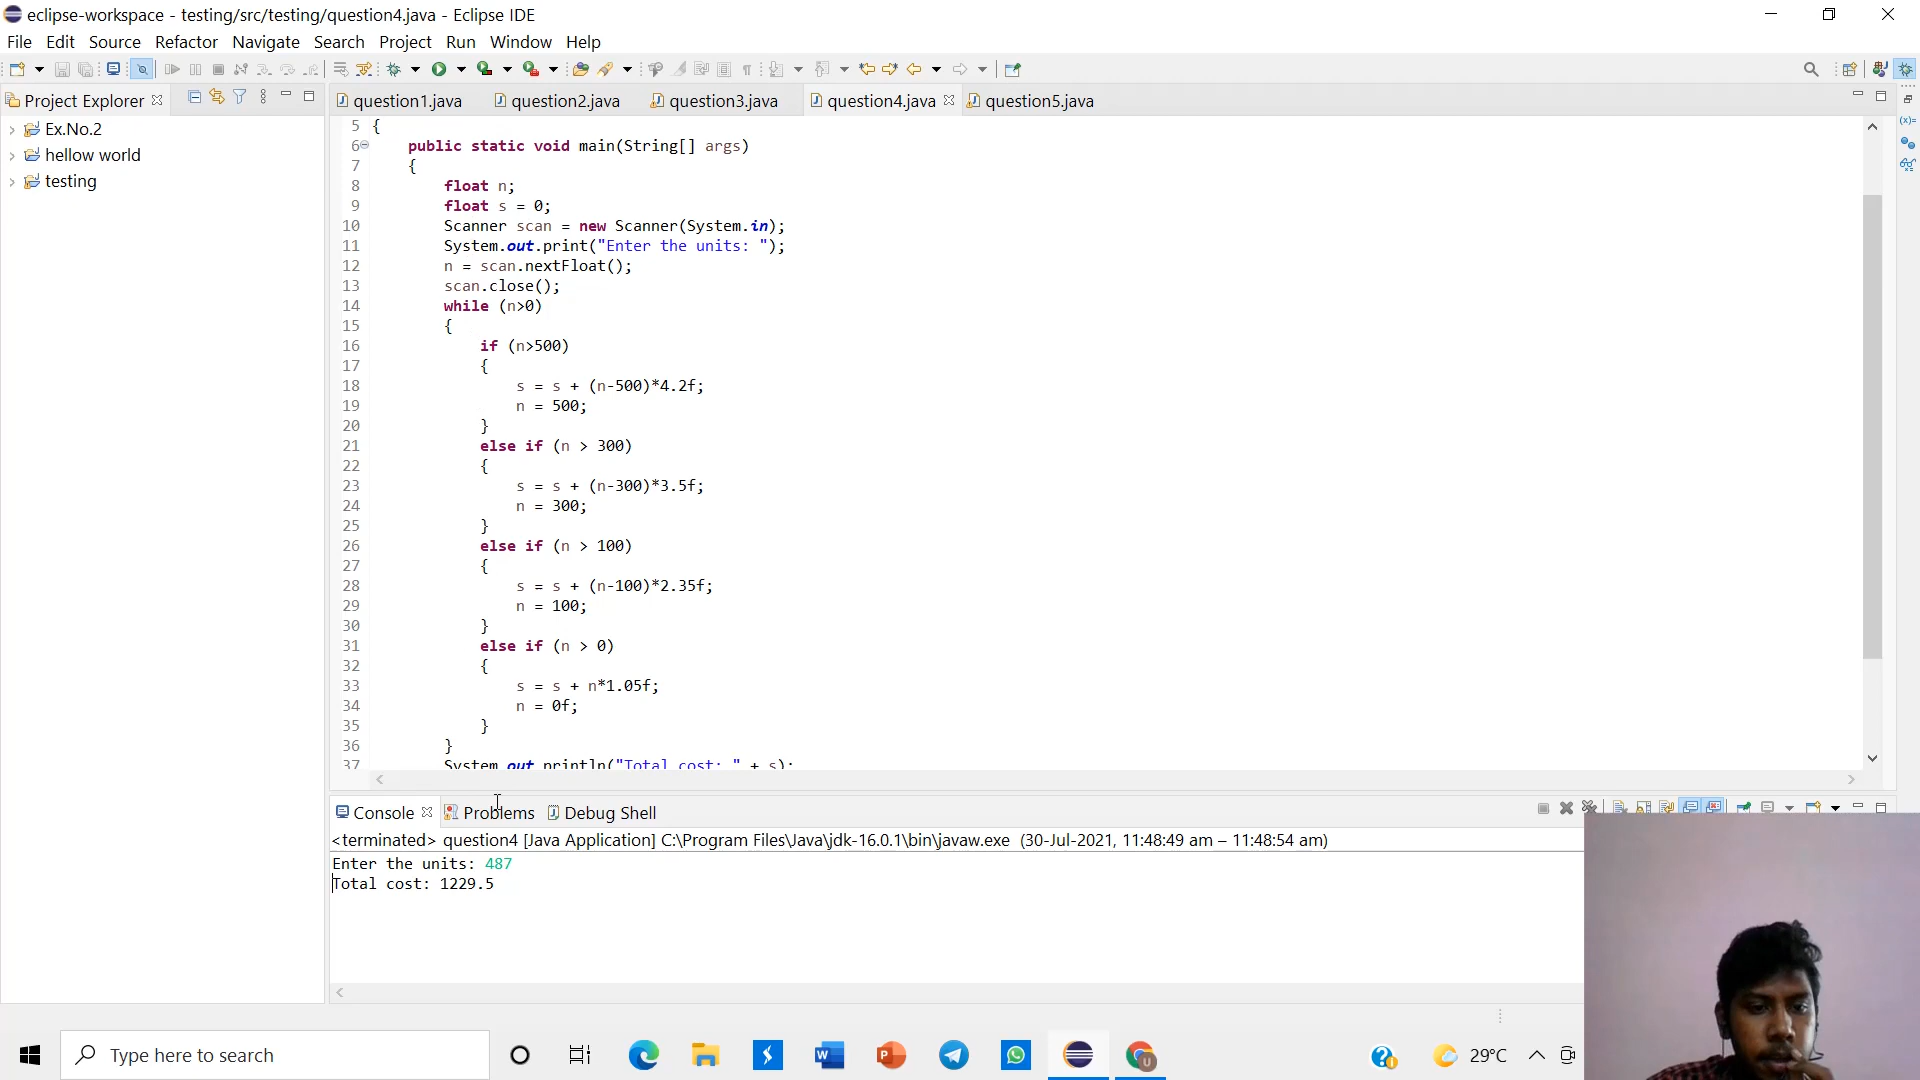 eclipse-workspace - testing/src/testing/question4.java - Eclipse IDE
File Edit Source Refactor Navigate Search Project Run Window Help
Project Explorer
question1.java question2.java question3.java question4.java question5.java
Ex.No.2
hellow world
testing
5 {
6 public static void main(String[] args)
7 {
8 float n;
9 float s = 0;
10 Scanner scan = new Scanner(System.in);
11 System.out.print("Enter the units: ");
12 n = scan.nextFloat();
13 scan.close();
14 while (n>0)
15 {
16 if (n>500)
17 {
18 s = s + (n-500)*4.2f;
19 n = 500;
20 }
21 else if (n > 300)
22 {
23 s = s + (n-300)*3.5f;
24 n = 300;
25 }
26 else if (n > 100)
27 {
28 s = s + (n-100)*2.35f;
29 n = 100;
30 }
31 else if (n > 0)
32 {
33 s = s + n*1.05f;
34 n = 0f;
35 }
36 }
37 System.out.println("Total cost: " + s);
Console Problems Debug Shell
<terminated> question4 [Java Application] C:\Program Files\Java\jdk-16.0.1\bin\javaw.exe (30-Jul-2021, 11:48:49 am – 11:48:54 am)
Enter the units: 487
Total cost: 1229.5
Type here to search
29°C